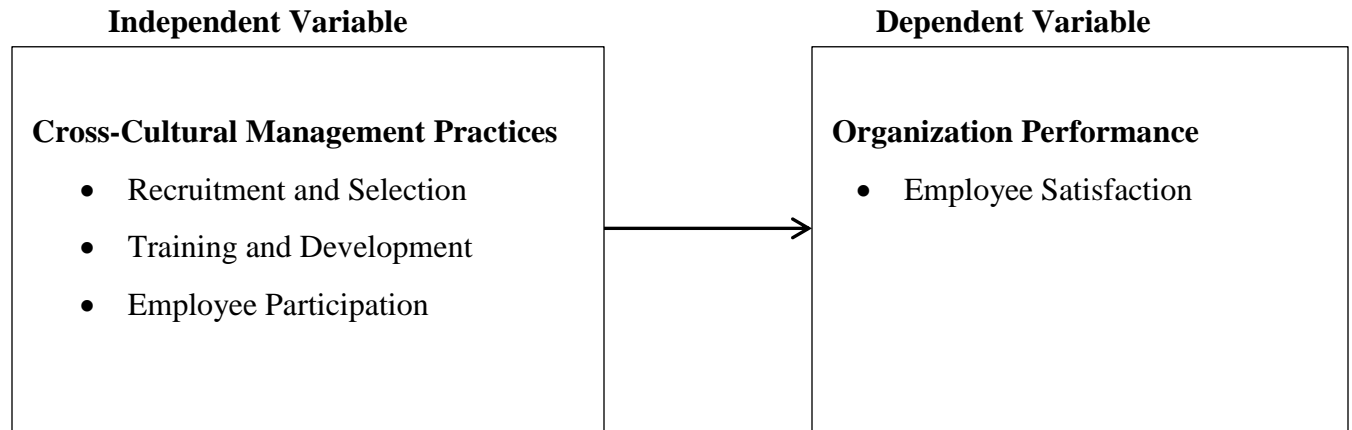 Independent Variable
Dependent Variable
Cross-Cultural Management Practices
• Recruitment and Selection
• Training and Development
• Employee Participation
Organization Performance
• Employee Satisfaction